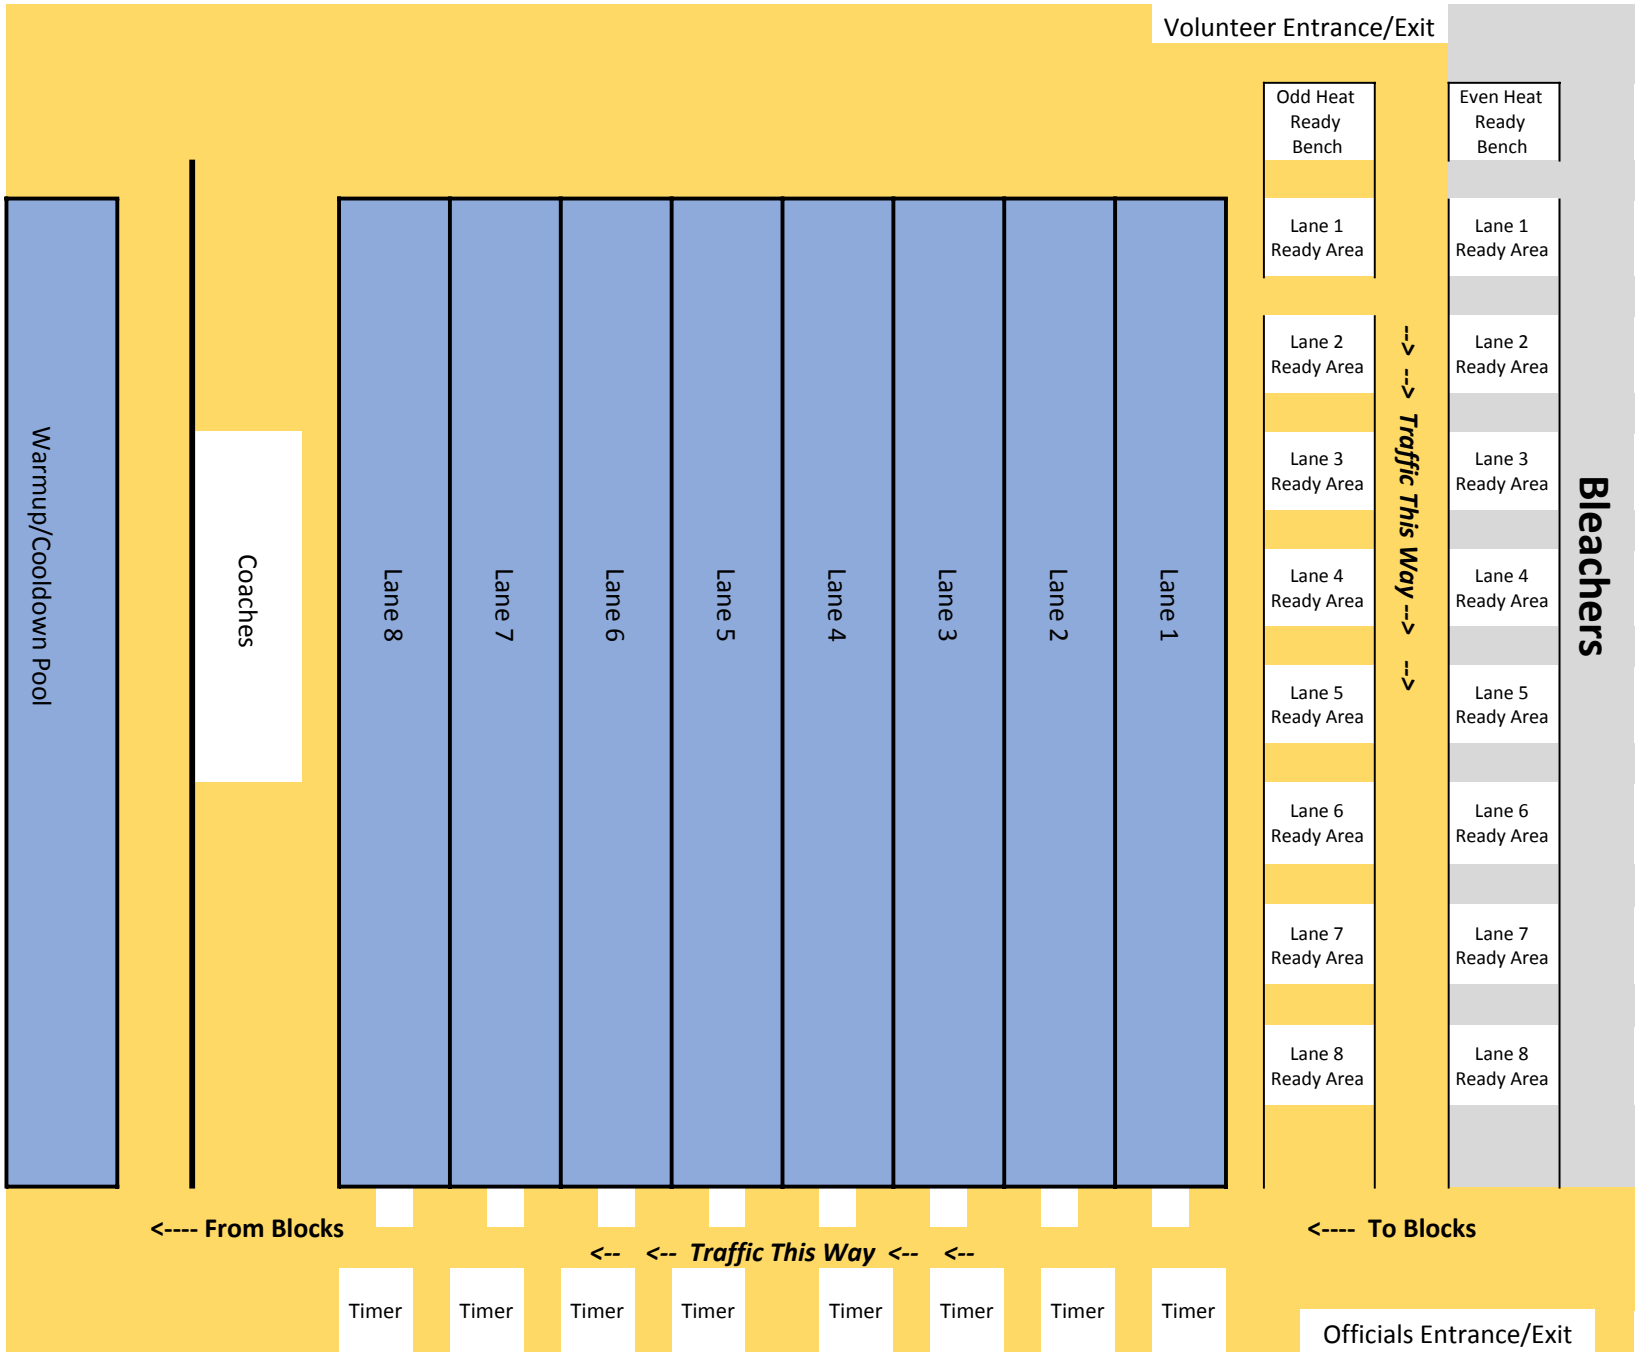 Volunteer Entrance/Exit
Odd Heat
Ready
Bench
Even Heat
Ready
Bench
Lane 1
Ready Area
Lane 1
Ready Area
Lane 2
Ready Area
Lane 2
Ready Area
Lane 3
Ready Area
Lane 3
Ready Area
Lane 4
Ready Area
Lane 4
Ready Area
Lane 5
Ready Area
Lane 5
Ready Area
Lane 6
Ready Area
Lane 6
Ready Area
Lane 7
Ready Area
Lane 7
Ready Area
Lane 8
Ready Area
Lane 8
Ready Area
--> --> Traffic This Way --> -->
Bleachers
Warmup/Cooldown Pool
Coaches
Lane 8
Lane 7
Lane 6
Lane 5
Lane 4
Lane 3
Lane 2
Lane 1
<---- From Blocks
<---- To Blocks
<-- <-- Traffic This Way <-- <--
Timer
Timer
Timer
Timer
Timer
Timer
Timer
Timer
Officials Entrance/Exit